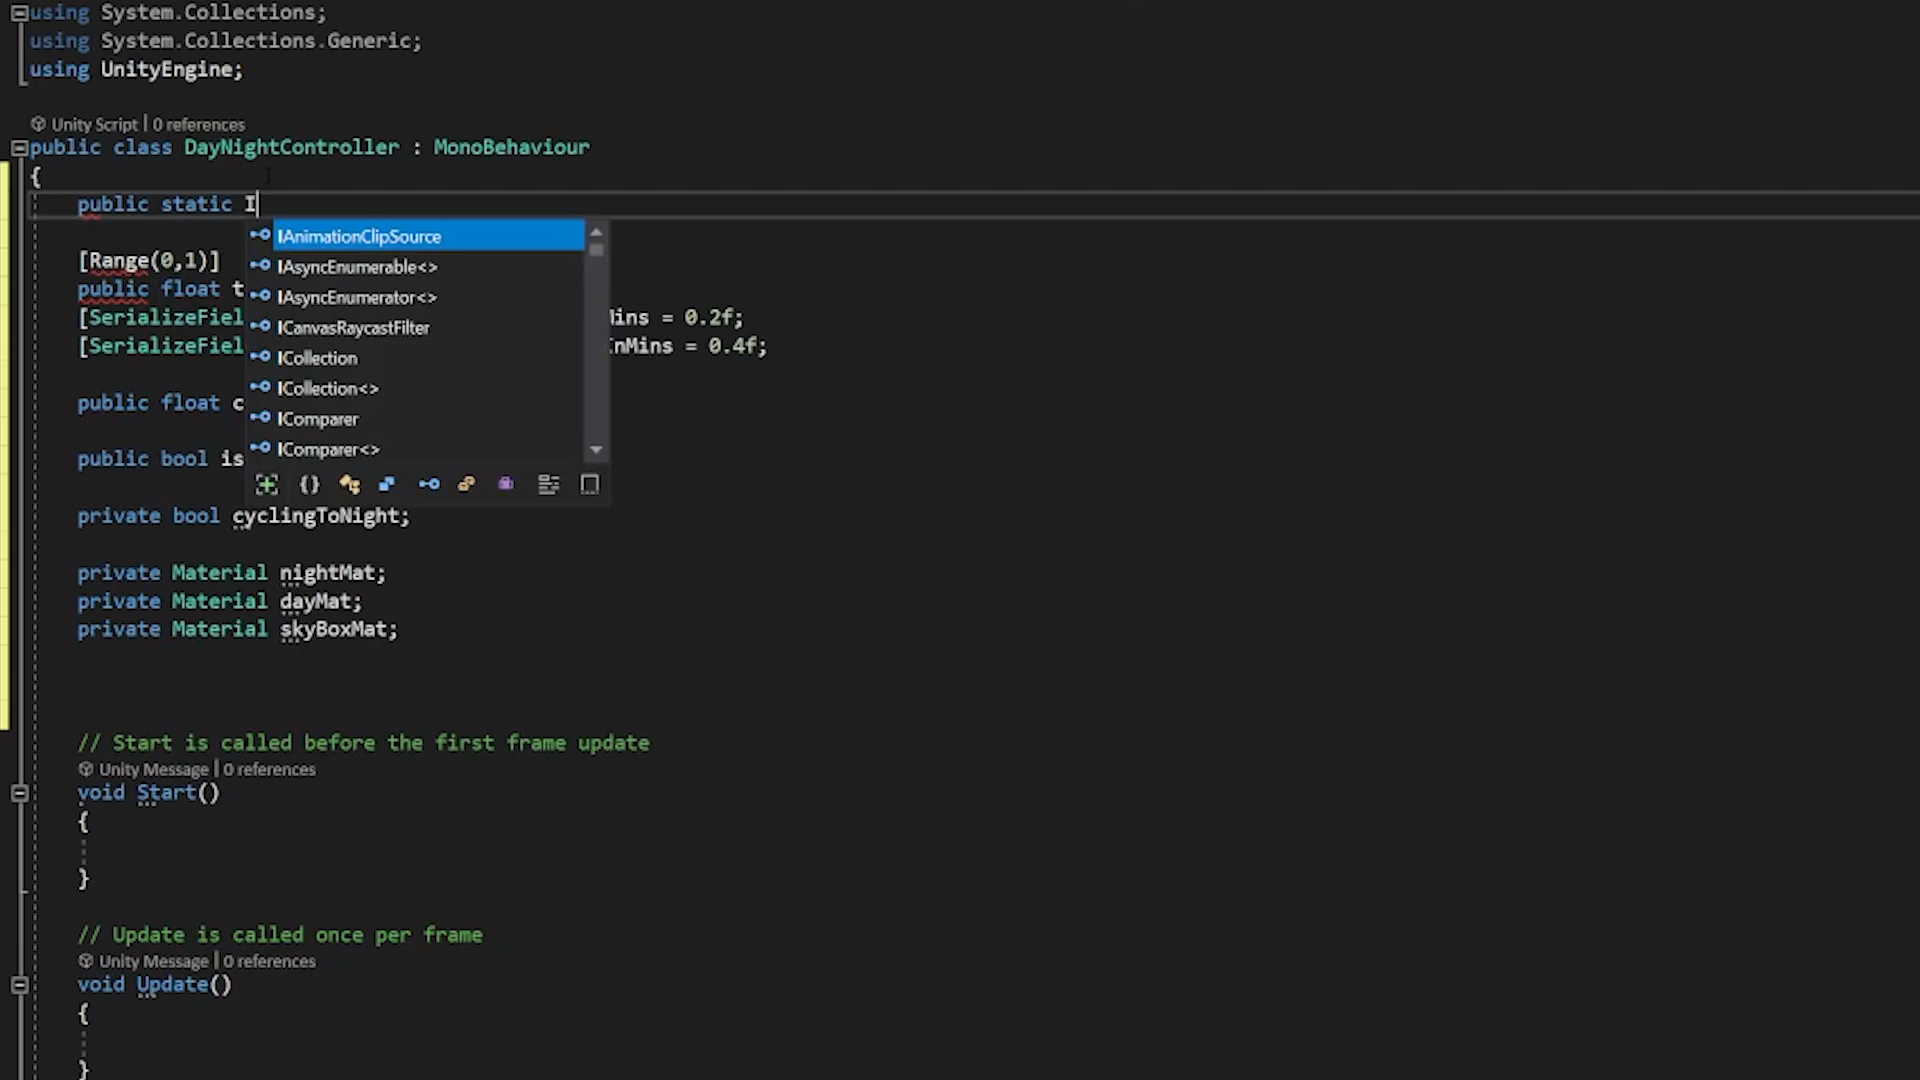 using System.Collections;
using System.Collections.Generic;
using UnityEngine;
Unity Script | 0 references
public class DayNightController : MonoBehaviour
{
public static I
IAnimationClipSource
[Range(0,1)]
IAsyncEnumerable<>
public float t
IAsyncEnumerator<>
[SerializeFiel
Mins = 0.2f;
ICanvasRaycastFilter
[SerializeFiel
InMins = 0.4f;
ICollection
ICollection<>
public float c
IComparer
IComparer<>
public bool is
private bool cyclingToNight;
private Material nightMat;
private Material dayMat;
private Material skyBoxMat;
// Start is called before the first frame update
Unity Message | 0 references
void Start()
{
}
// Update is called once per frame
Unity Message | 0 references
void Update()
{
}